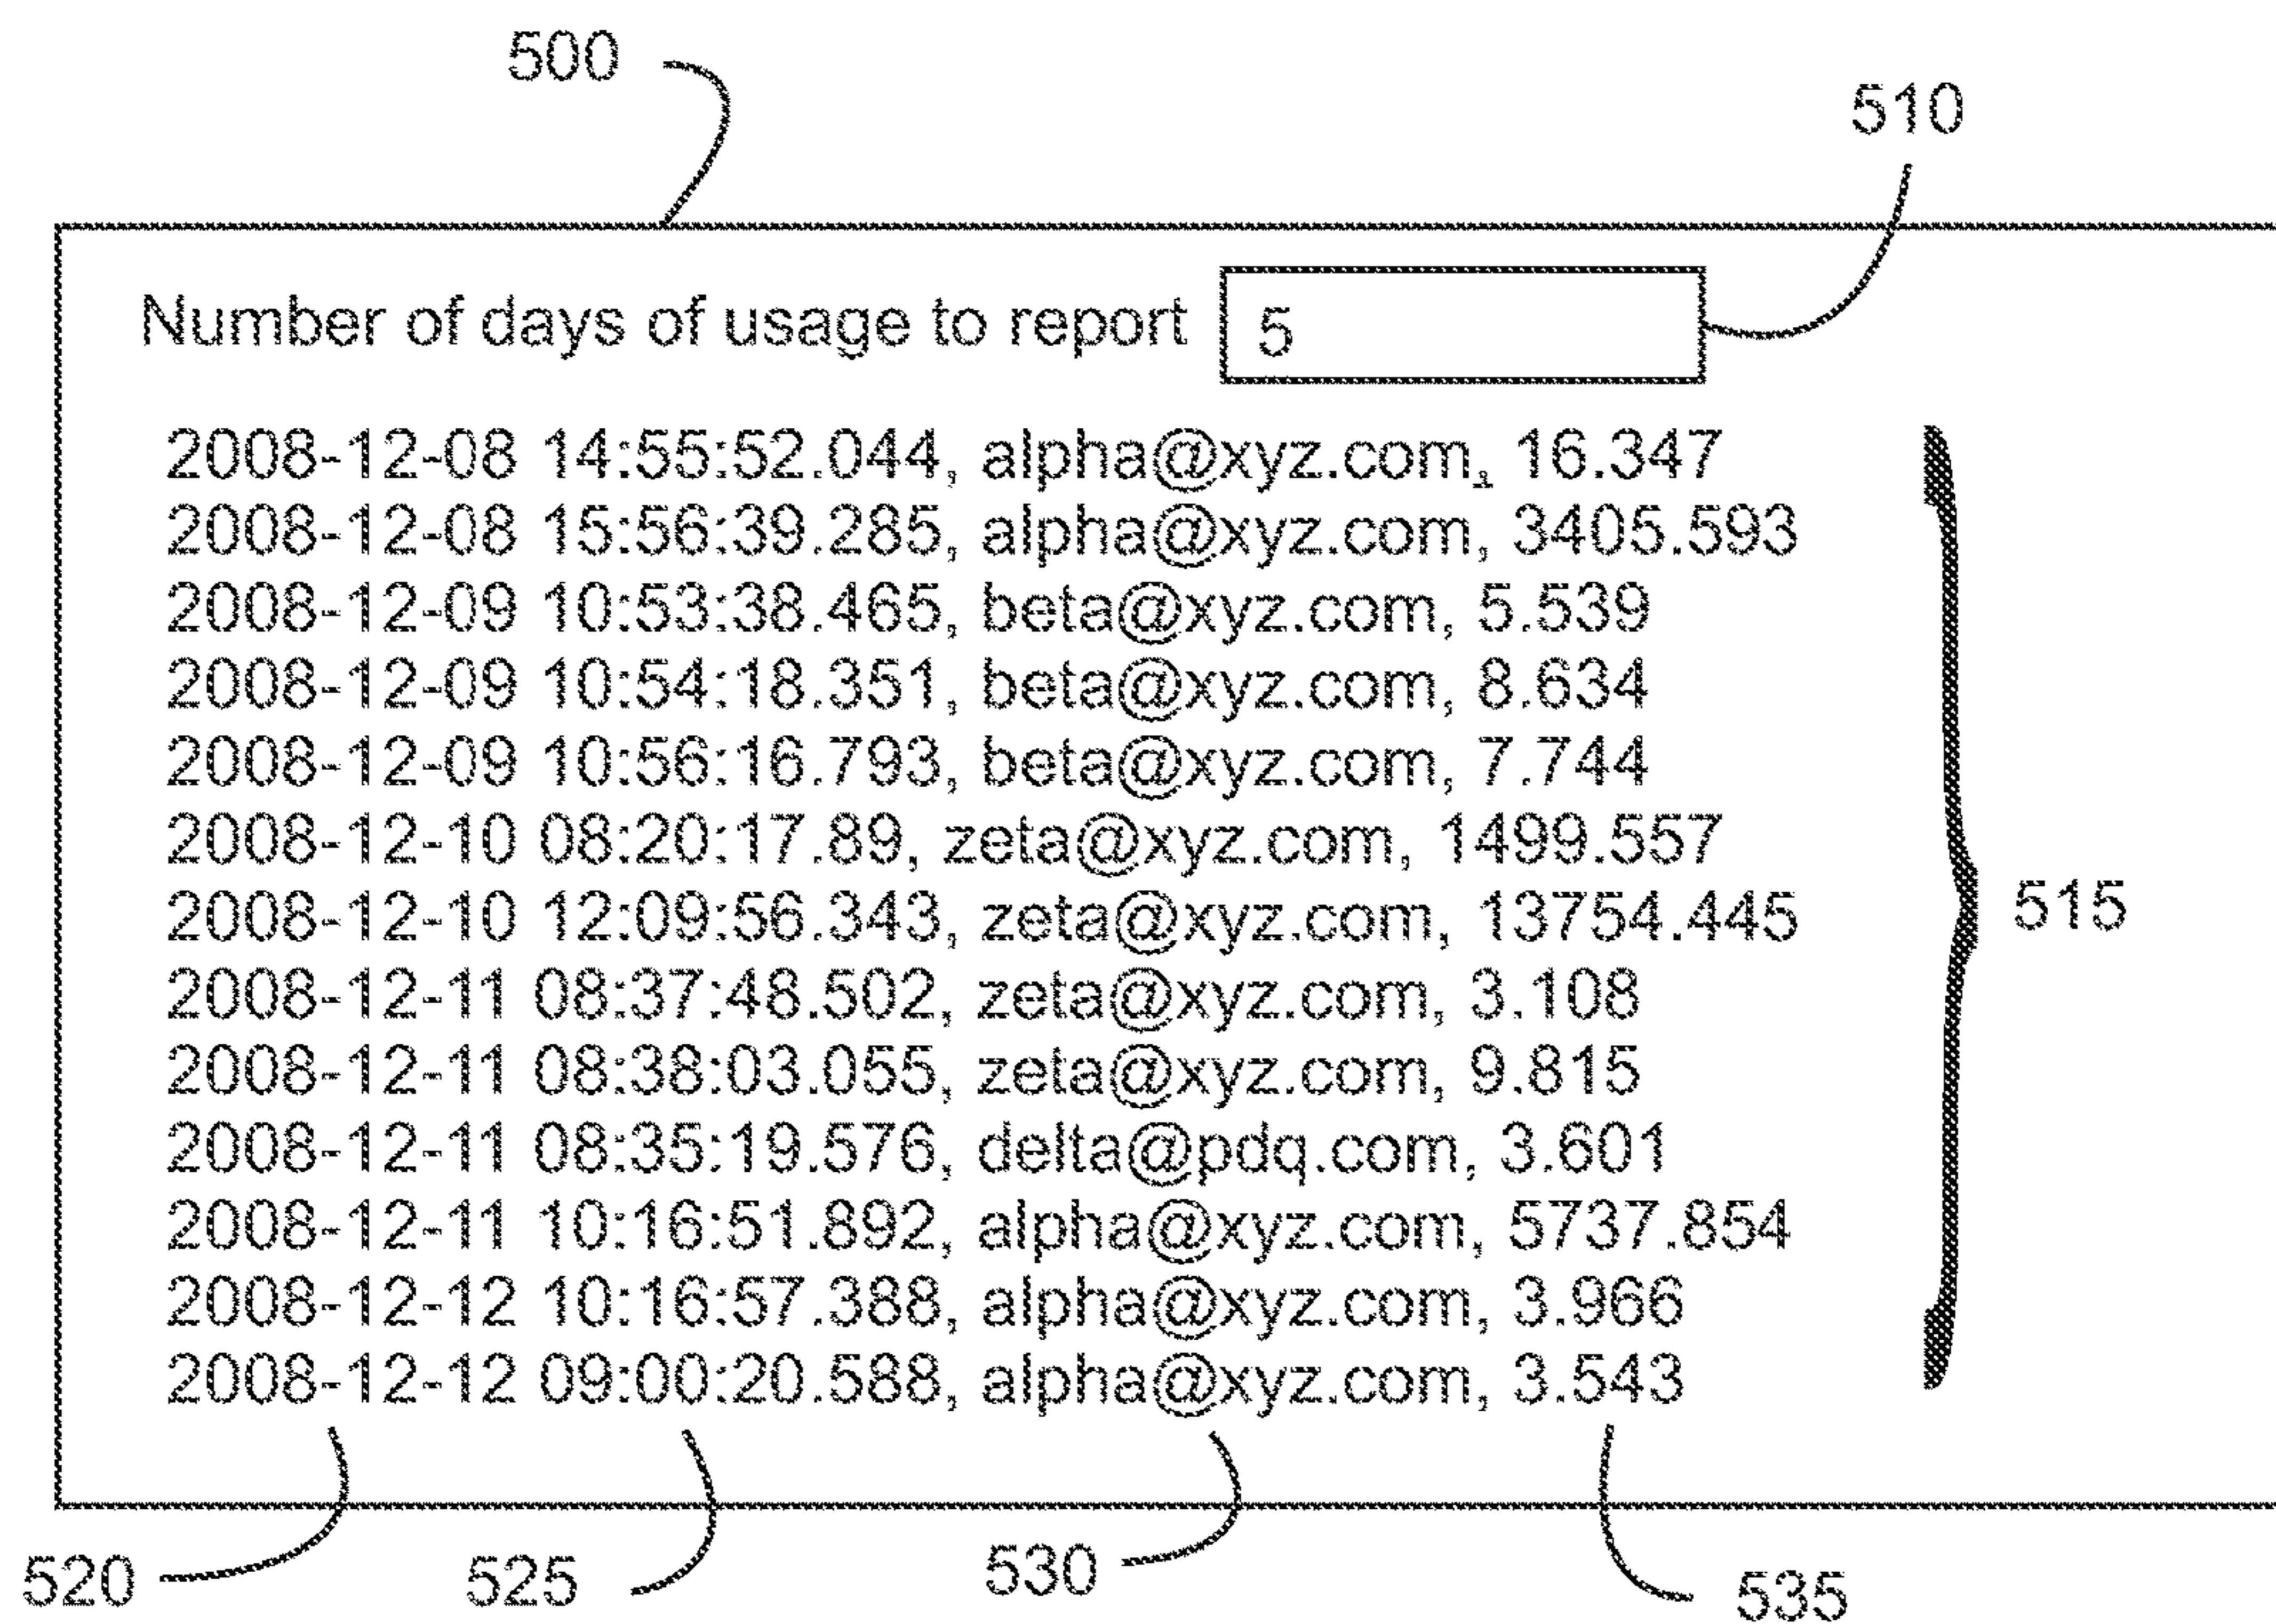 500
510
Number of days of usage to report 5
2008-12-08 14:55:52.044, alpha@xyz.com, 16.347
2008-12-08 15:56:39.285, alpha@xyz.com, 3405.593
2008-12-09 10:53:38.465, beta@xyz.com, 5.539
2008-12-09 10:54:18.351, beta@xyz.com, 8.634
2008-12-09 10:56:16.793, beta@xyz.com, 7.744
2008-12-10 08:20:17.89, zeta@xyz.com, 1499.557
2008-12-10 12:09:56.343, zeta@xyz.com, 13754.445
515
2008-12-11 08:37:48.502, zeta@xyz.com, 3.108
2008-12-11 08:38:03.055, zeta@xyz.com, 9.815
2008-12-11 08:35:19.576, delta@pdq.com, 3.601
2008-12-11 10:16:51.892, alpha@xyz.com, 5737.854
2008-12-12 10:16:57.388, alpha@xyz.com, 3.966
2008-12-12 09:00:20.588, alpha@xyz.com, 3.543
520
525
530
535